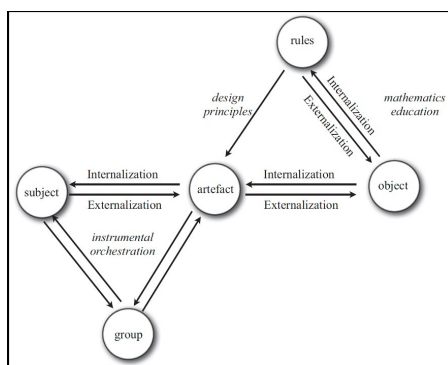 rules
design
principles
Internalization
Externalization
mathematics
education
Internalization
Externalization
Internalization
Externalization
subject
artefact
object
instrumental
orchestration
group